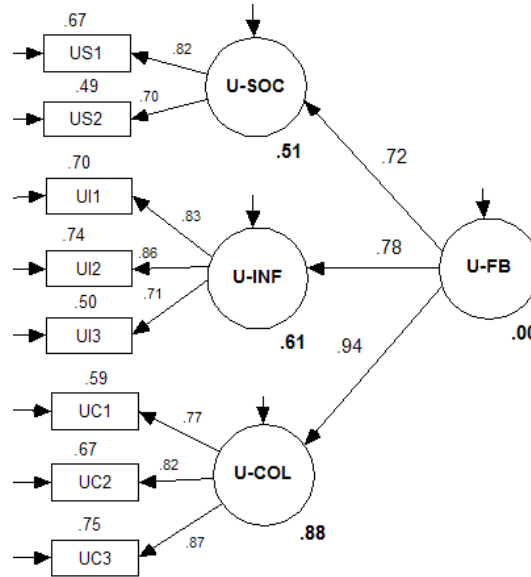 .67
US1
.82
.49
US2
.70
U-SOC
.51
.72
.70
UI1
.83
.74
UI2
.86
.50
UI3
.71
U-INF
.61
.78
U-FB
.00
.94
.59
UC1
.77
.67
UC2
.82
.75
UC3
.87
U-COL
.88